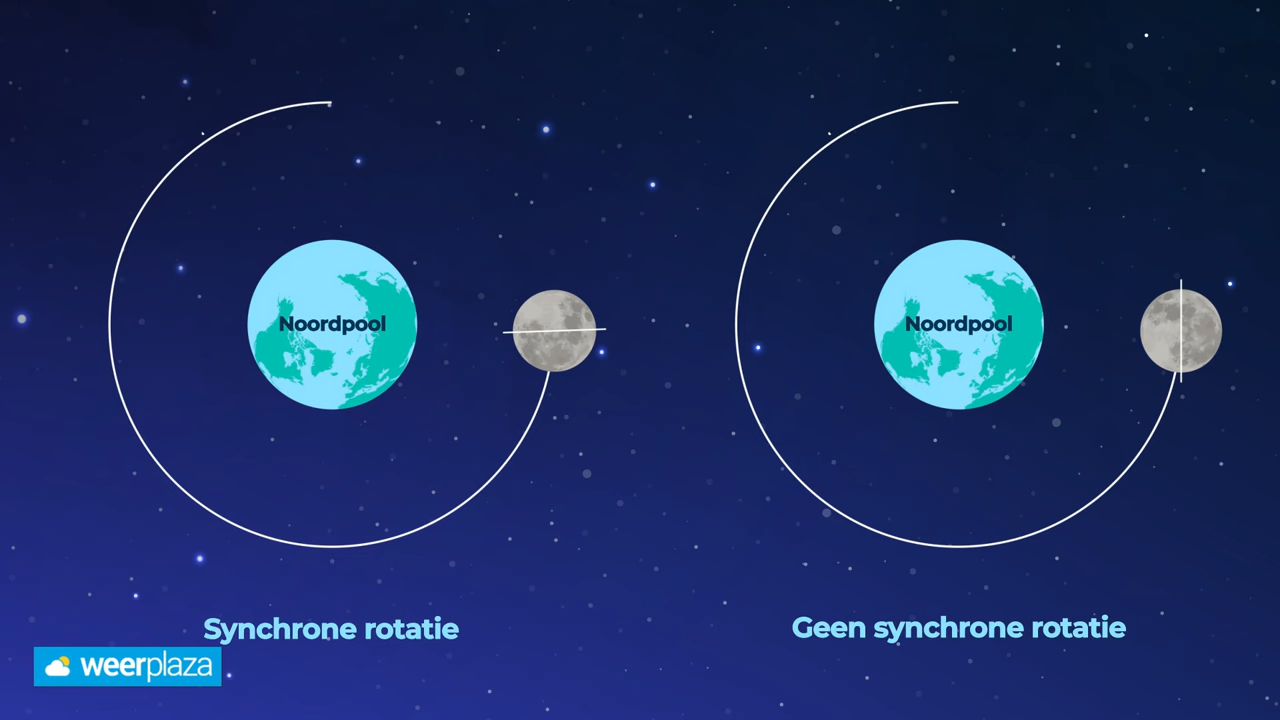 Noordpool
Noordpool
Synchrone rotatie
Geen synchrone rotatie
weerplaza